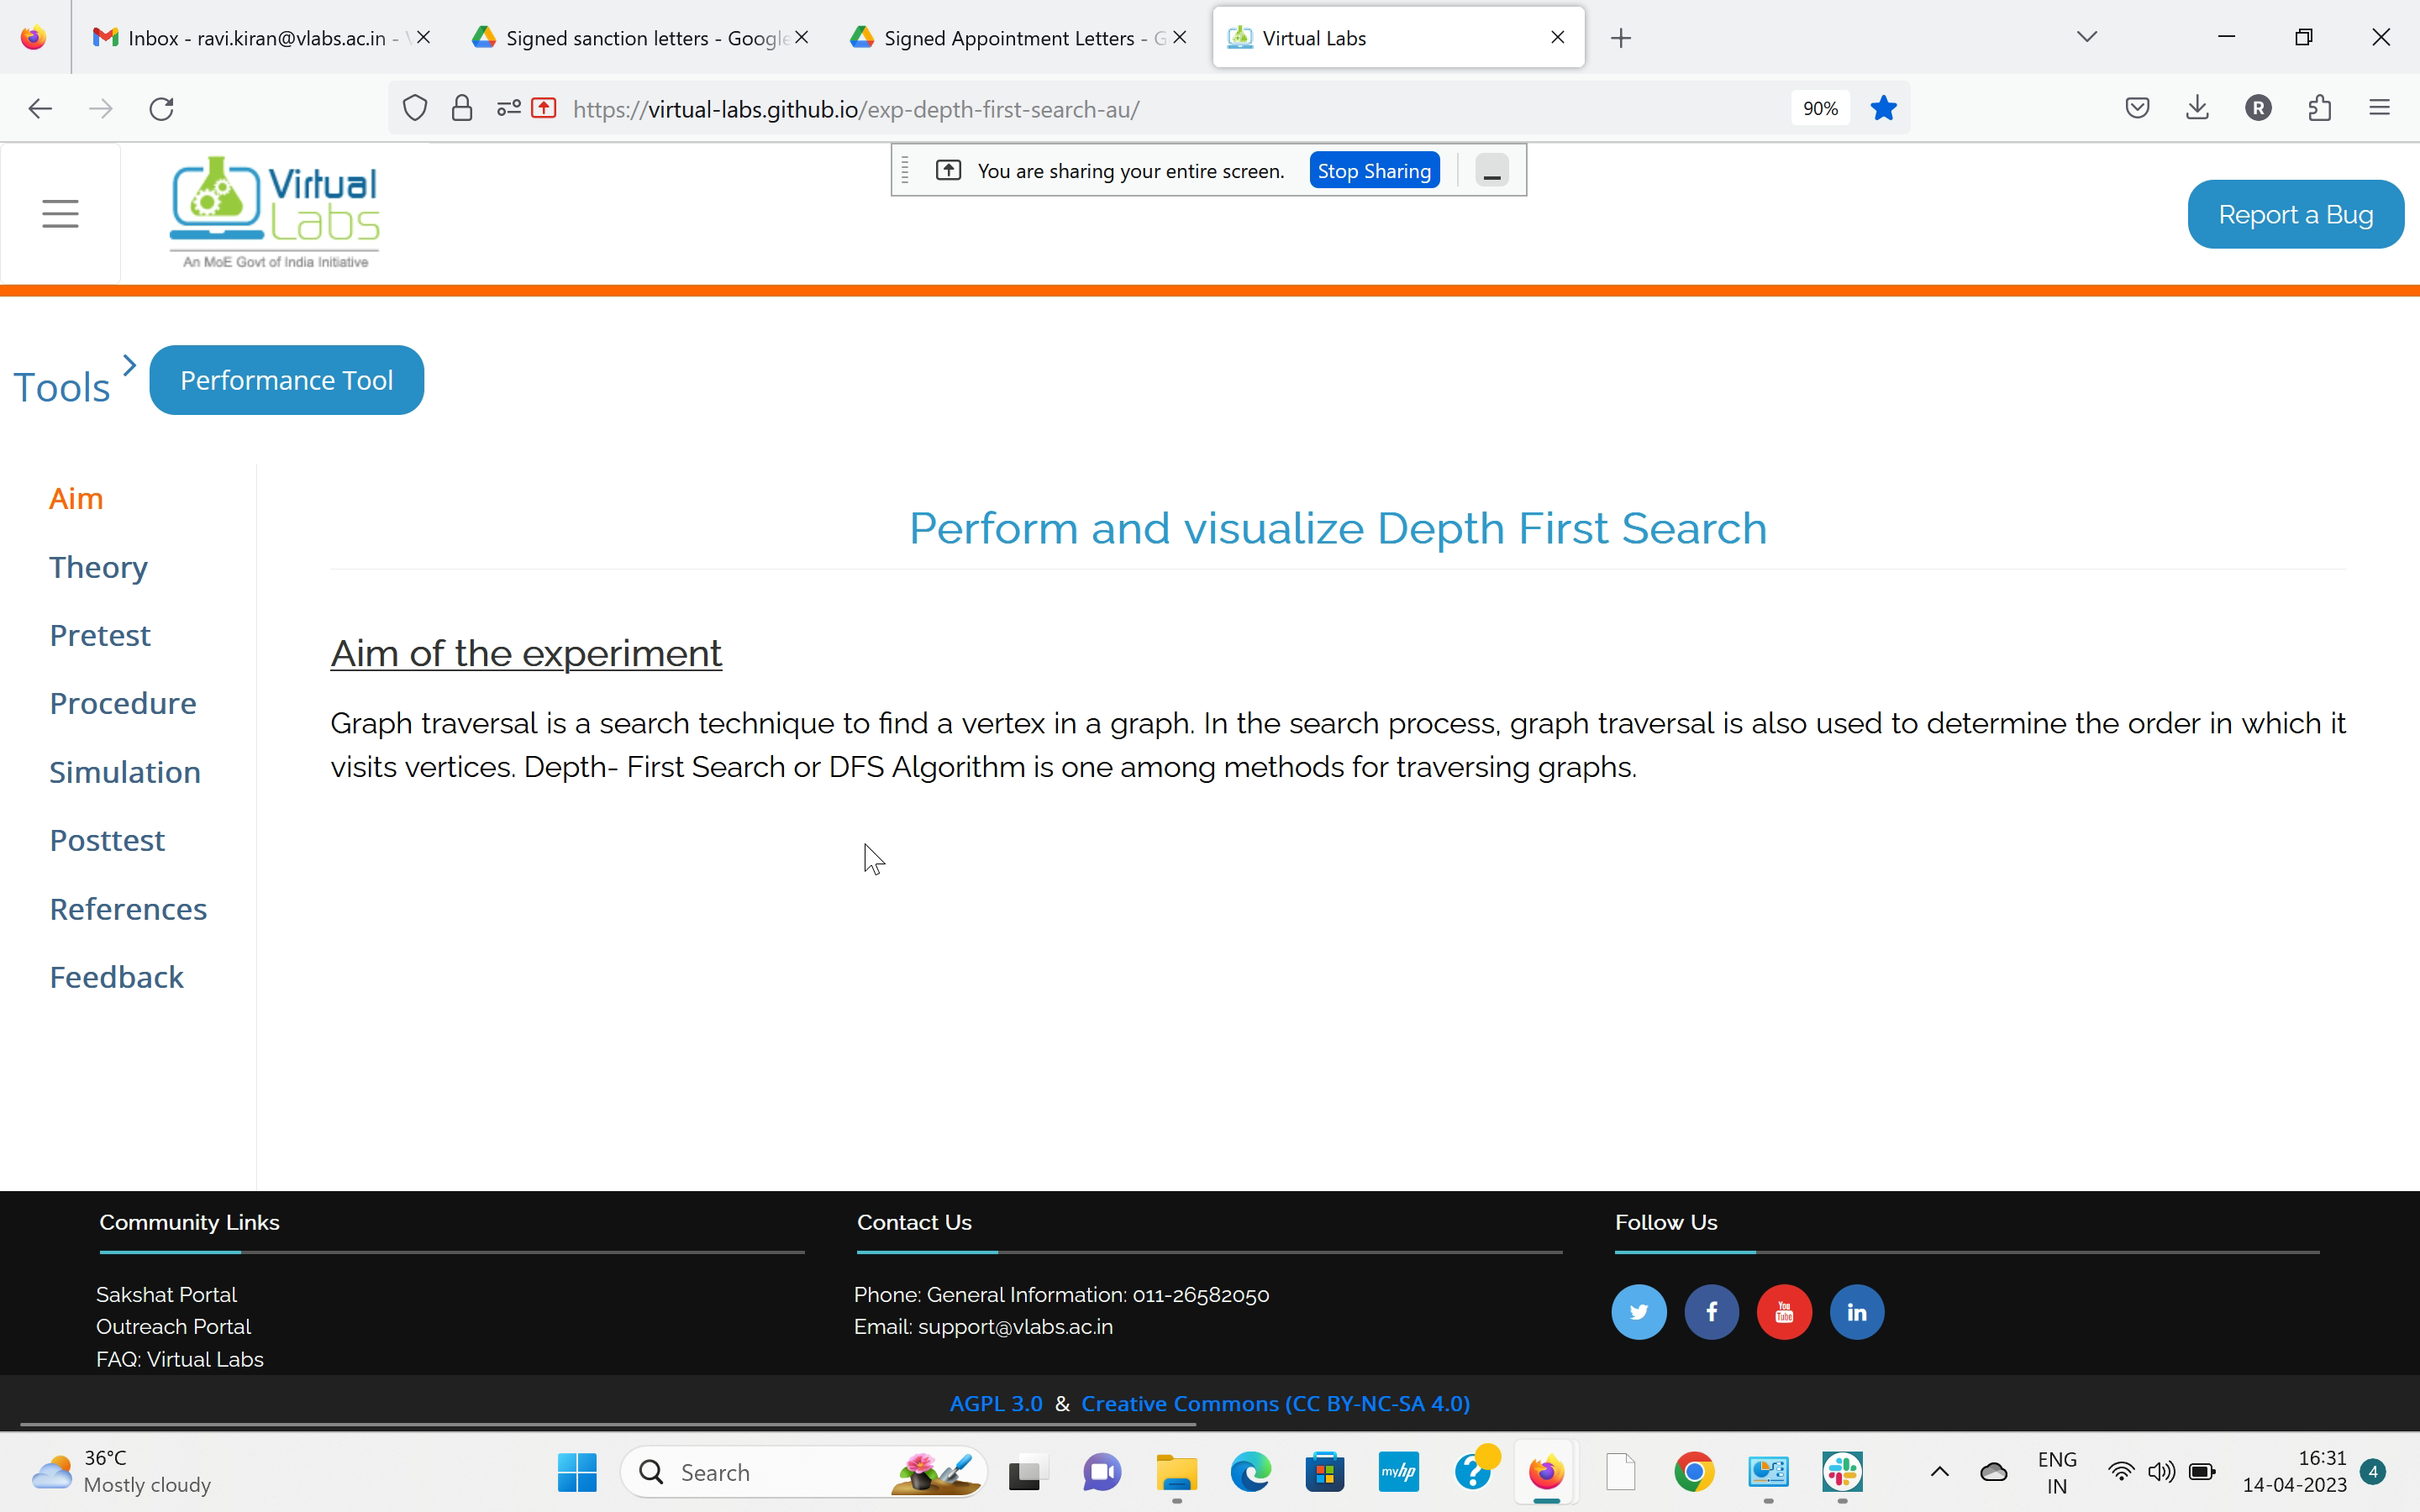 Inbox - ravi.kiran@vlabs.ac.in -
Signed sanction letters - Google
Signed Appointment Letters - G
Virtual Labs
https://virtual-labs.github.io/exp-depth-first-search-au/
90%
R
You are sharing your entire screen.
Stop Sharing
Virtual
Labs
An MoE Govt of India Initiative
Report a Bug
Tools
Performance Tool
Aim
Theory
Pretest
Procedure
Simulation
Posttest
References
Feedback
Perform and visualize Depth First Search
Aim of the experiment
Graph traversal is a search technique to find a vertex in a graph. In the search process, graph traversal is also used to determine the order in which it
visits vertices. Depth- First Search or DFS Algorithm is one among methods for traversing graphs.
Community Links
Sakshat Portal
Outreach Portal
FAQ: Virtual Labs
Contact Us
Phone: General Information: 011-26582050
Email: support@vlabs.ac.in
Follow Us
You
Tube
in
AGPL 3.0 & Creative Commons (CC BY-NC-SA 4.0)
36°C
Mostly cloudy
Search
myhp
ENG
IN
16:31
14-04-2023
4